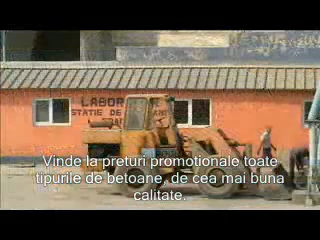 LABOR
STATIE DE
Vinde la preturi promotionale toate
tipurile de betoane, de cea mai buna
calitate.